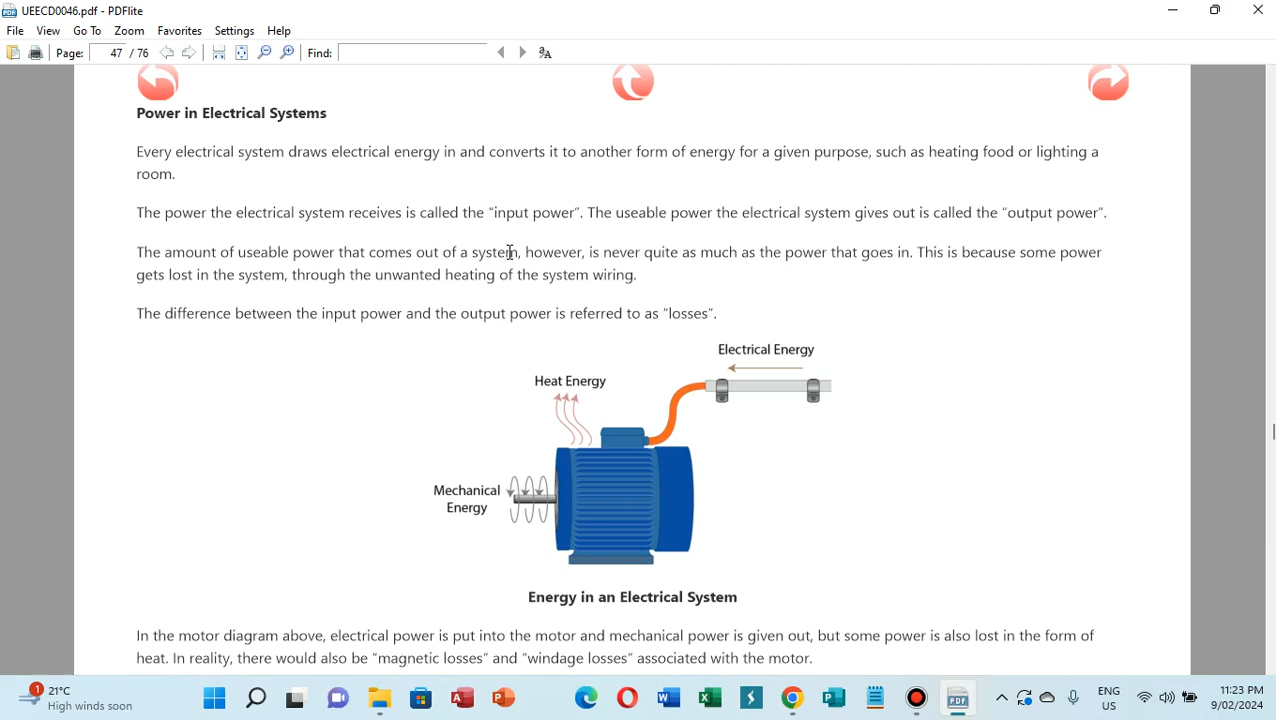 UEECD0046.pdf - PDFlite
File View Go To Zoom Favorites Settings Help
Page: 47 / 76 Find:
Power in Electrical Systems
Every electrical system draws electrical energy in and converts it to another form of energy for a given purpose, such as heating food or lighting a
room.
The power the electrical system receives is called the “input power”. The useable power the electrical system gives out is called the “output power”.
The amount of useable power that comes out of a system, however, is never quite as much as the power that goes in. This is because some power
gets lost in the system, through the unwanted heating of the system wiring.
The difference between the input power and the output power is referred to as “losses”.
Electrical Energy
Heat Energy
Mechanical
Energy
Energy in an Electrical System
In the motor diagram above, electrical power is put into the motor and mechanical power is given out, but some power is also lost in the form of
heat. In reality, there would also be “magnetic losses” and “windage losses” associated with the motor.
1
21°C
High winds soon
ENG
US
11:23 PM
9/02/2024